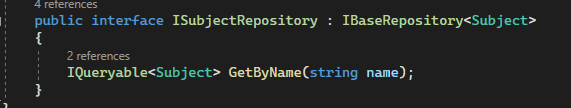 4 references
public interface ISubjectRepository : IBaseRepository<Subject>
{
2 references
IQueryable<Subject> GetByName(string name);
}